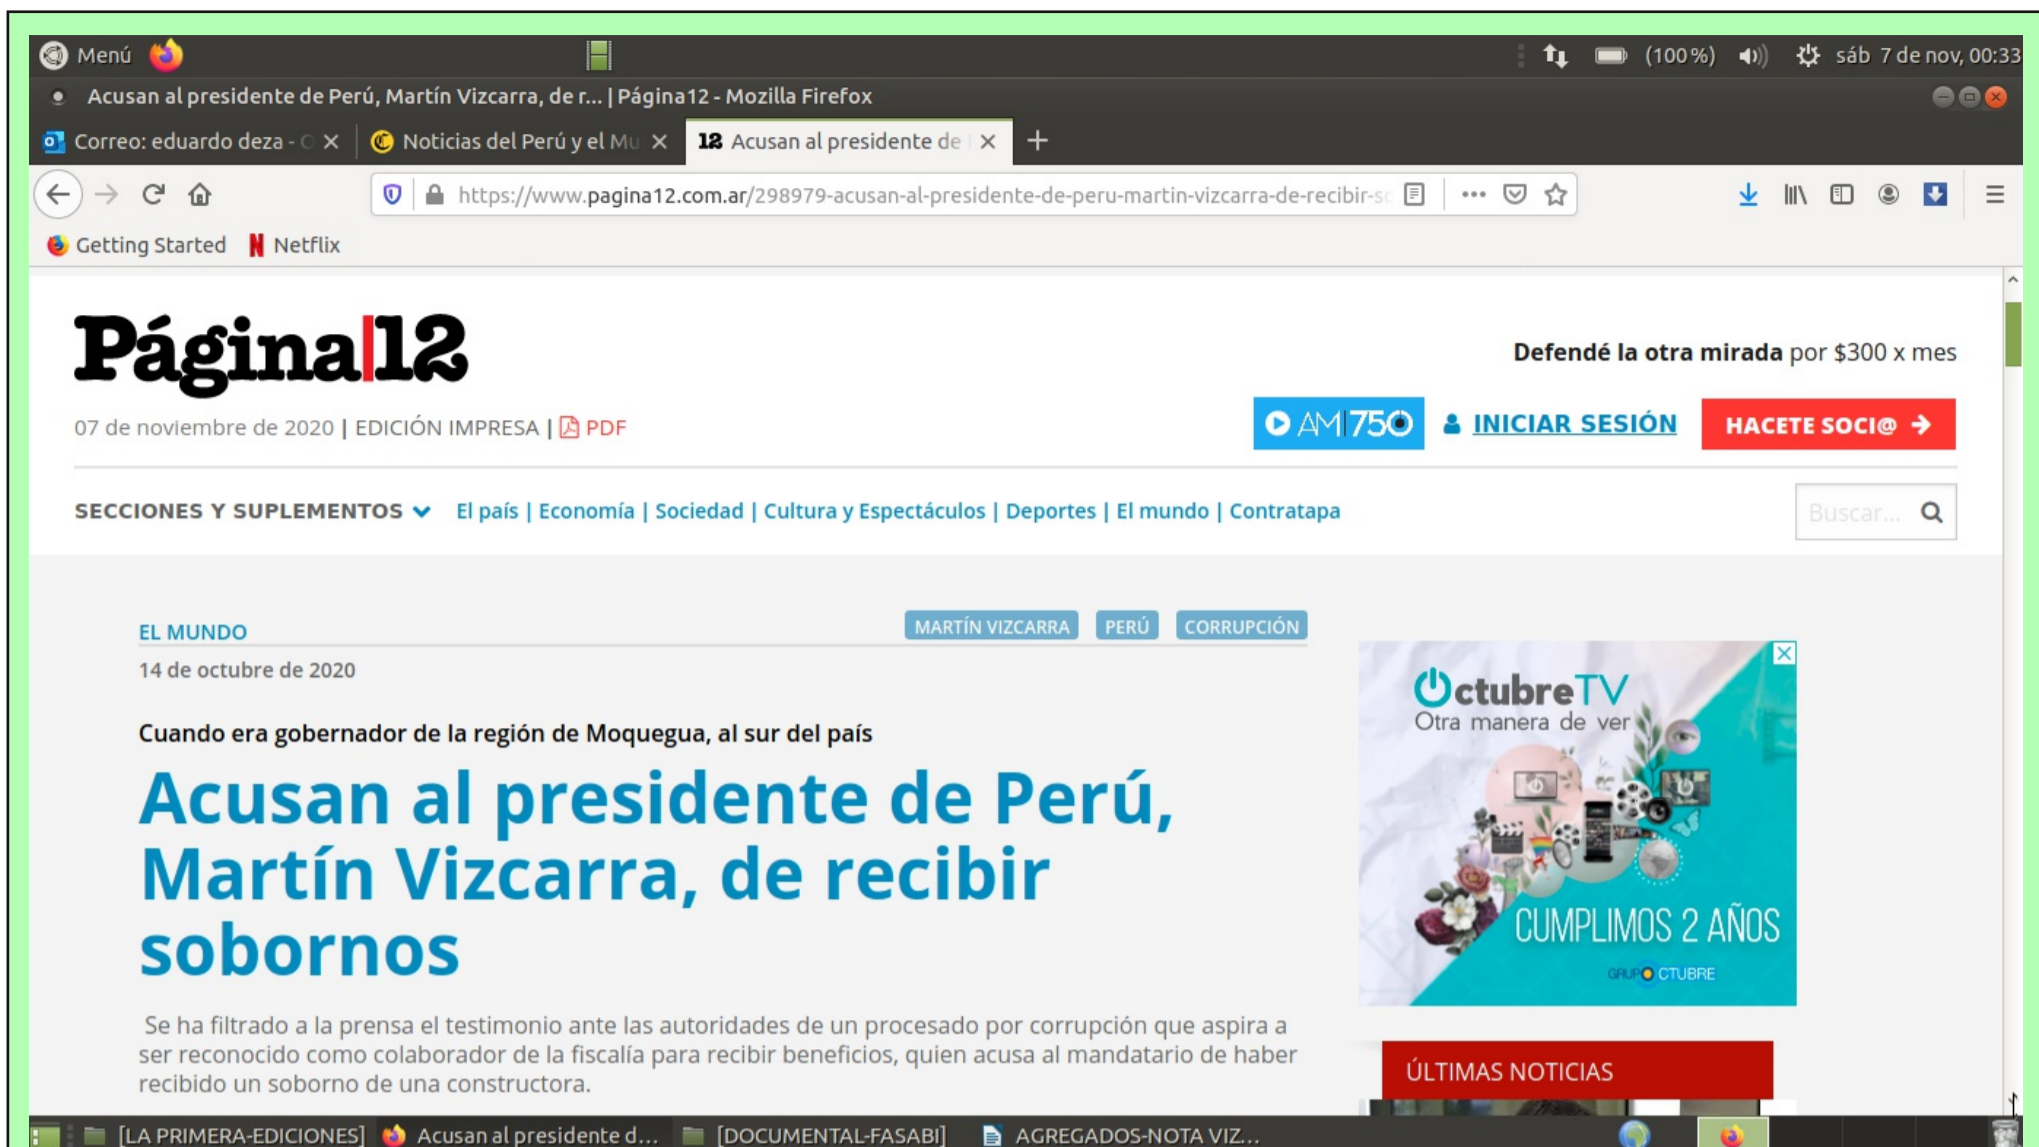 Menú
(100 %)
sáb 7 de nov, 00:33
Acusan al presidente de Perú, Martín Vizcarra, de r... | Página12 - Mozilla Firefox
Correo: eduardo deza - O
Noticias del Perú y el Mu
12 Acusan al presidente de
https://www.pagina12.com.ar/298979-acusan-al-presidente-de-peru-martin-vizcarra-de-recibir-so
Getting Started
Netflix
Página|12
Defendé la otra mirada por $300 x mes
07 de noviembre de 2020 | EDICIÓN IMPRESA | PDF
AM|750
INICIAR SESIÓN
HACETE SOCI@
SECCIONES Y SUPLEMENTOS
El país | Economía | Sociedad | Cultura y Espectáculos | Deportes | El mundo | Contratapa
Buscar...
EL MUNDO
MARTÍN VIZCARRA
PERÚ
CORRUPCIÓN
14 de octubre de 2020
Cuando era gobernador de la región de Moquegua, al sur del país
Acusan al presidente de Perú,
Martín Vizcarra, de recibir
sobornos
Se ha filtrado a la prensa el testimonio ante las autoridades de un procesado por corrupción que aspira a
ser reconocido como colaborador de la fiscalía para recibir beneficios, quien acusa al mandatario de haber
recibido un soborno de una constructora.
OctubreTV
Otra manera de ver
CUMPLIMOS 2 AÑOS
GRUPO OCTUBRE
ÚLTIMAS NOTICIAS
[LA PRIMERA-EDICIONES]
Acusan al presidente d...
[DOCUMENTAL-FASABI]
AGREGADOS-NOTA VIZ...